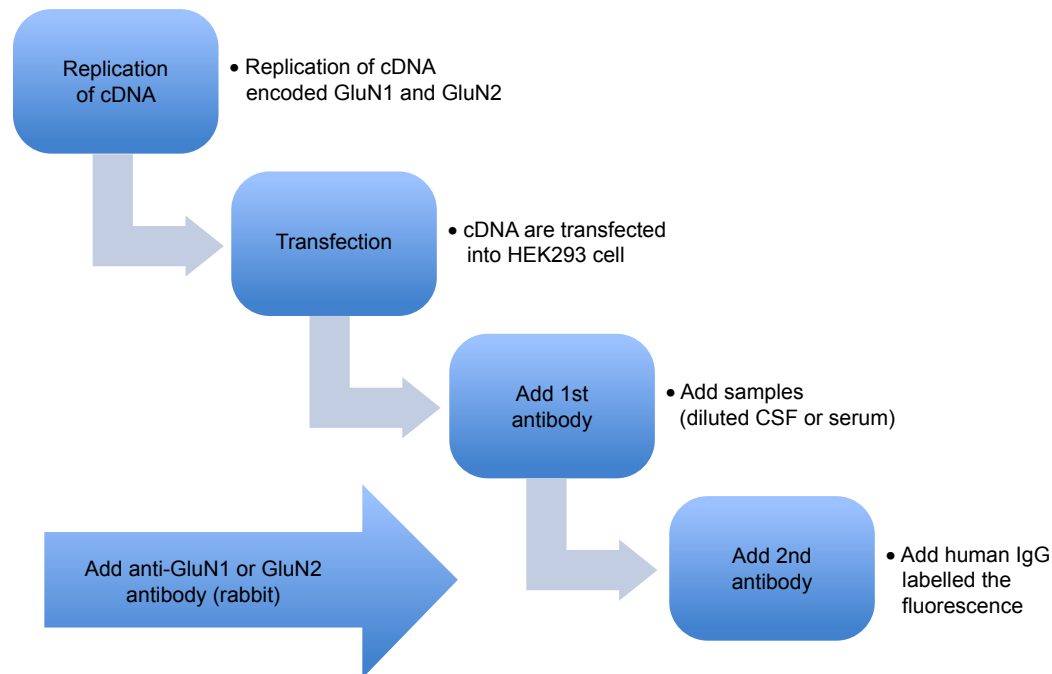 Replication
of cDNA
• Replication of cDNA
encoded GluN1 and GluN2
Transfection
• cDNA are transfected
into HEK293 cell
Add 1st
antibody
• Add samples
(diluted CSF or serum)
Add anti-GluN1 or GluN2
antibody (rabbit)
Add 2nd
antibody
• Add human IgG
labelled the
fluorescence